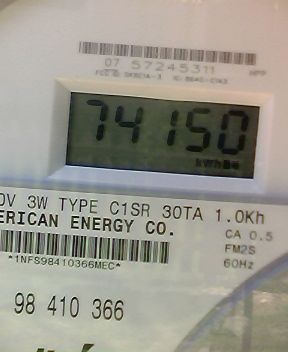 07 57245311
74150
kWh
0V 3W TYPE C1SR 30TA 1.0Kh
ERICAN ENERGY CO.
CA 0.5
*1NFS98410366MEC*
FM2S
60Hz
98 410 366